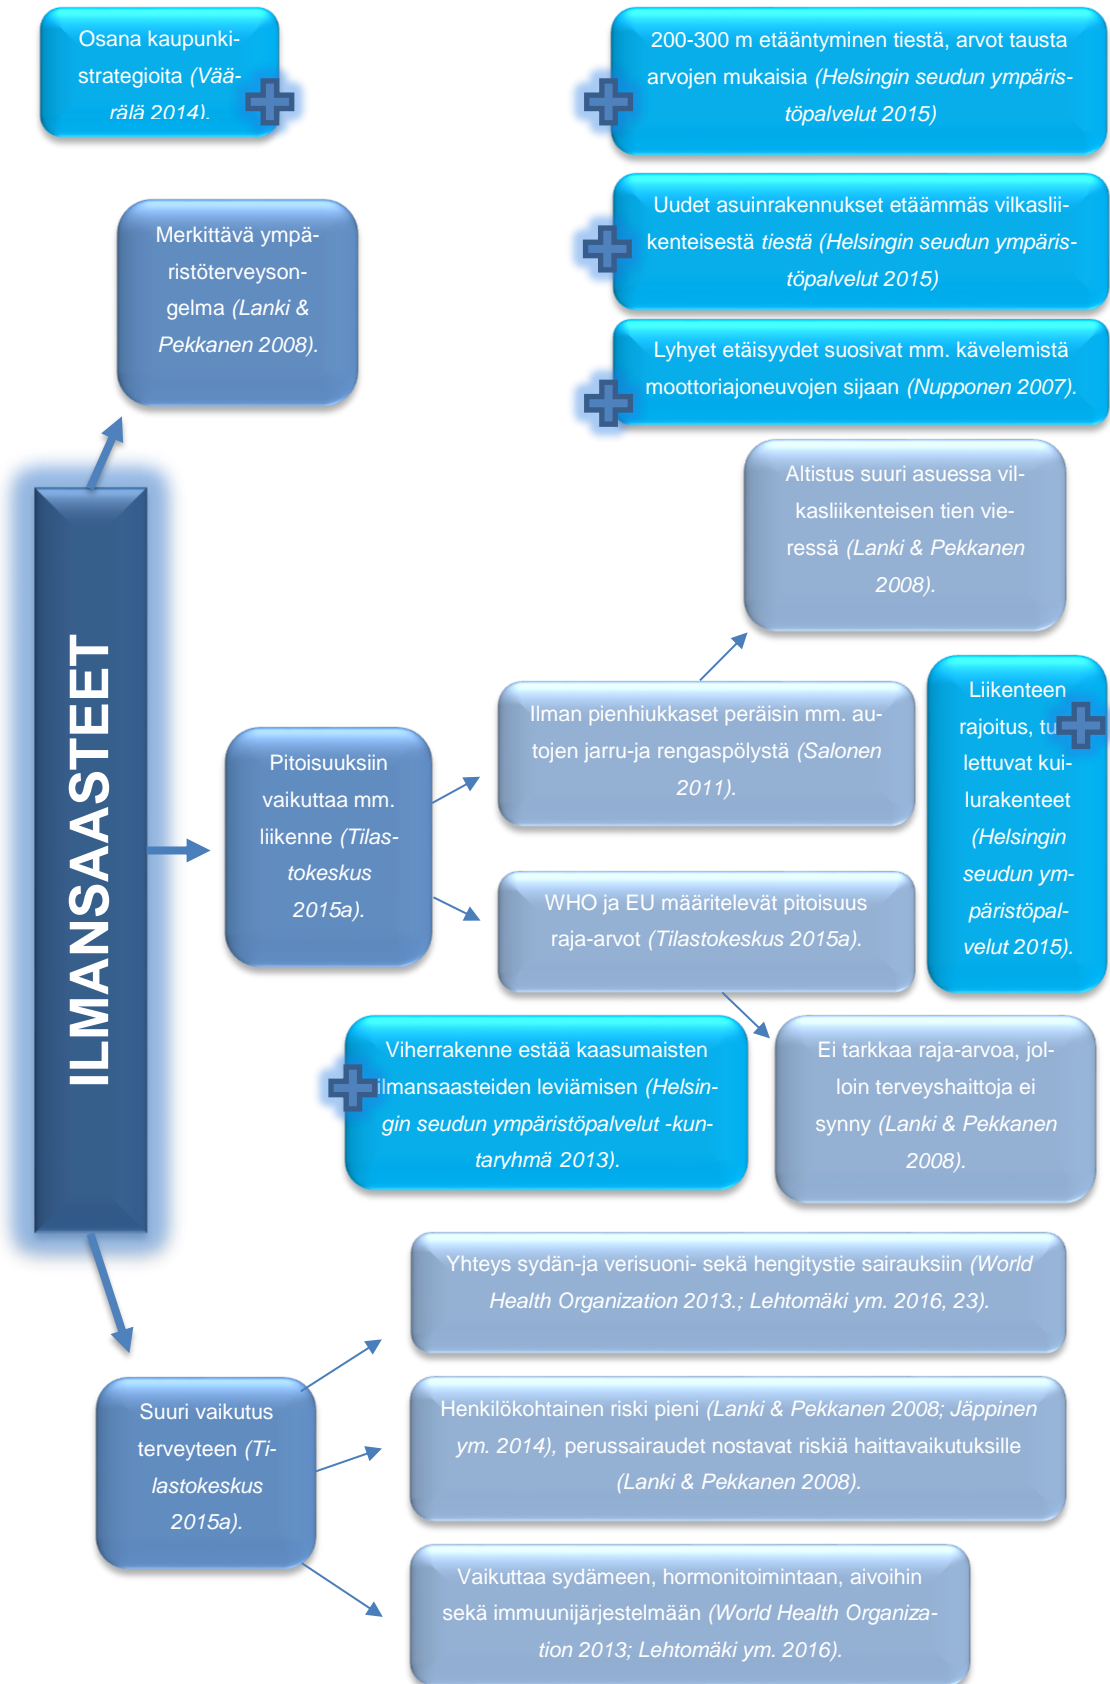 Osana kaupunki-
strategioita (Vää-
rälä 2014).
200-300 m etääntyminen tiestä, arvot tausta
arvojen mukaisia (Helsingin seudun ympäris-
töpalvelut 2015)
Merkittävä ympä-
ristöterveyson-
gelma (Lanki &
Pekkanen 2008).
Uudet asuinrakennukset etäämmäs vilkaslii-
kenteisestä tiestä (Helsingin seudun ympäris-
töpalvelut 2015)
Lyhyet etäisyydet suosivat mm. kävelemistä
moottoriajoneuvojen sijaan (Nupponen 2007).
Altistus suuri asuessa vil-
kasliikenteisen tien vie-
ressä (Lanki & Pekkanen
2008).
ILMANSAASTEET
Pitoisuuksiin
vaikuttaa mm.
liikenne (Tilas-
tokeskus
2015a).
Ilman pienhiukkaset peräisin mm. au-
tojen jarru-ja rengaspölystä (Salonen
2011).
Liikenteen
rajoitus,
lettuvat kui-
lurakenteet
(Helsingin
seudun ym-
päristöpal-
velut 2015).
WHO ja EU määritelevät pitoisuus
raja-arvot (Tilastokeskus 2015a).
Viherrakenne estää kaasumaisten
ilmansaasteiden leviämisen (Helsin-
gin seudun ympäristöpalvelut -kun-
taryhmä 2013).
Ei tarkkaa raja-arvoa, jol-
loin terveyshaittoja ei
synny (Lanki & Pekkanen
2008).
Yhteys sydän-ja verisuoni- sekä hengitystie sairauksiin (World
Health Organization 2013.; Lehtomäki ym. 2016, 23).
Suuri vaikutus
terveyteen (Ti-
lastokeskus
2015a).
Henkilökohtainen riski pieni (Lanki & Pekkanen 2008; Jäppinen
ym. 2014), perussairaudet nostavat riskiä haittavaikutuksille
(Lanki & Pekkanen 2008).
Vaikuttaa sydämeen, hormonitoimintaan, aivoihin
sekä immuunijärjestelmään (World Health Organiza-
tion 2013; Lehtomäki ym. 2016).